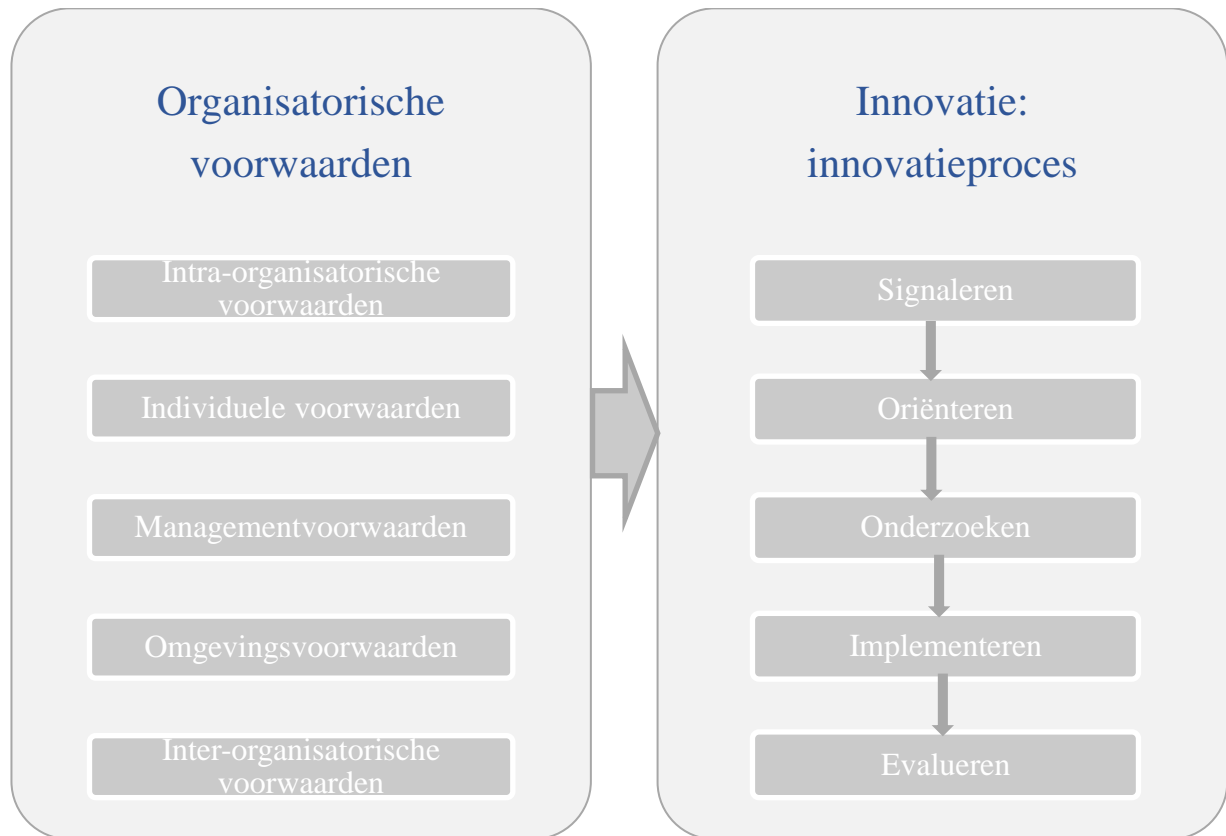 Organisatorische
voorwaarden
Intra-organisatorische
voorwaarden
Individuele voorwaarden
Managementvoorwaarden
Omgevingsvoorwaarden
Inter-organisatorische
voorwaarden
Innovatie:
innovatieproces
Signaleren
Oriënteren
Onderzoeken
Implementeren
Evalueren